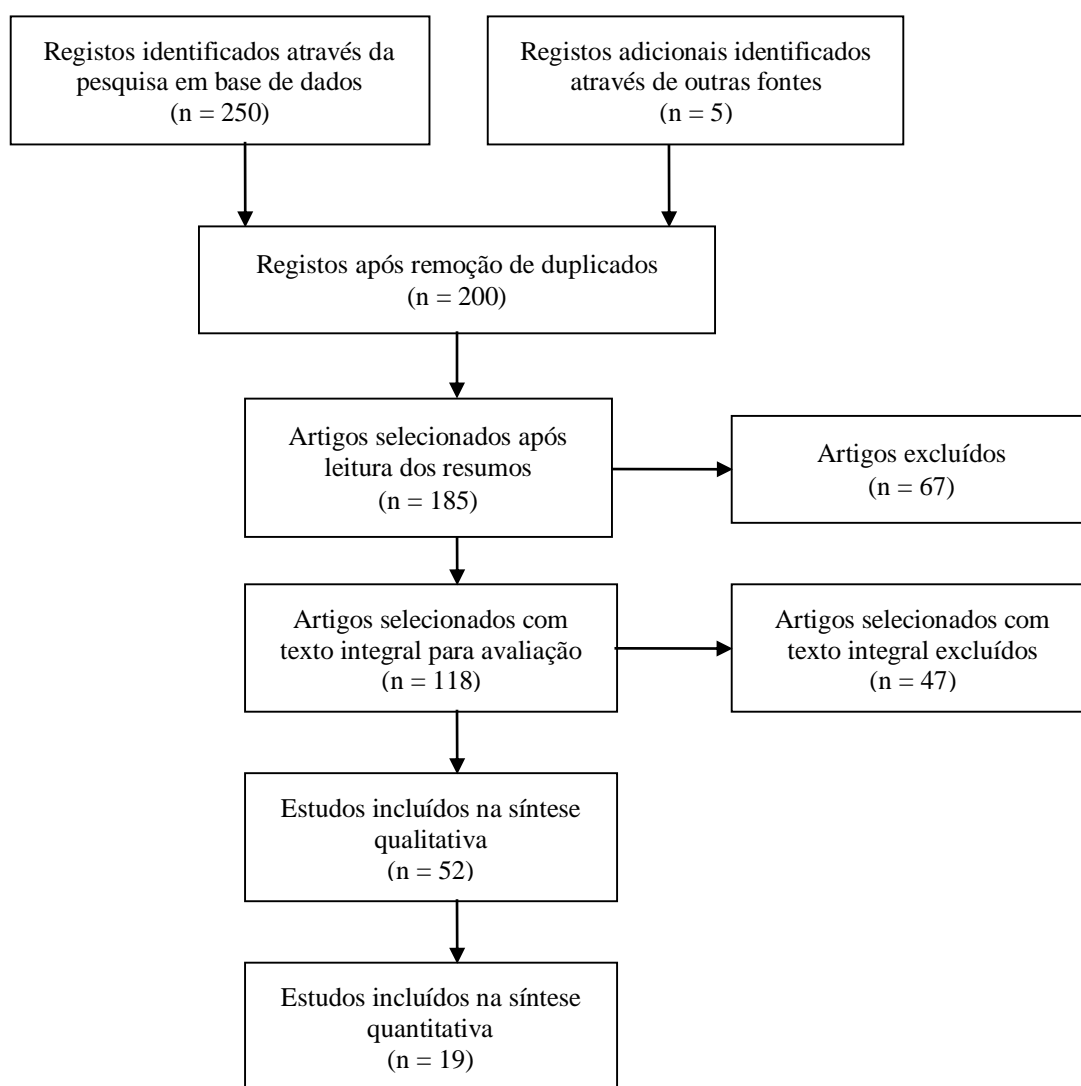 Registos identificados através da
pesquisa em base de dados
(n = 250)
Registos adicionais identificados
através de outras fontes
(n = 5)
Registos após remoção de duplicados
(n = 200)
Artigos selecionados após
leitura dos resumos
(n = 185)
Artigos excluídos
(n = 67)
Artigos selecionados com
texto integral para avaliação
(n = 118)
Artigos selecionados com
texto integral excluídos
(n = 47)
Estudos incluídos na síntese
qualitativa
(n = 52)
Estudos incluídos na síntese
quantitativa
(n = 19)